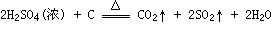 2H₂SO₄(浓) + C ≜ CO₂↑ + 2SO₂↑ + 2H₂O